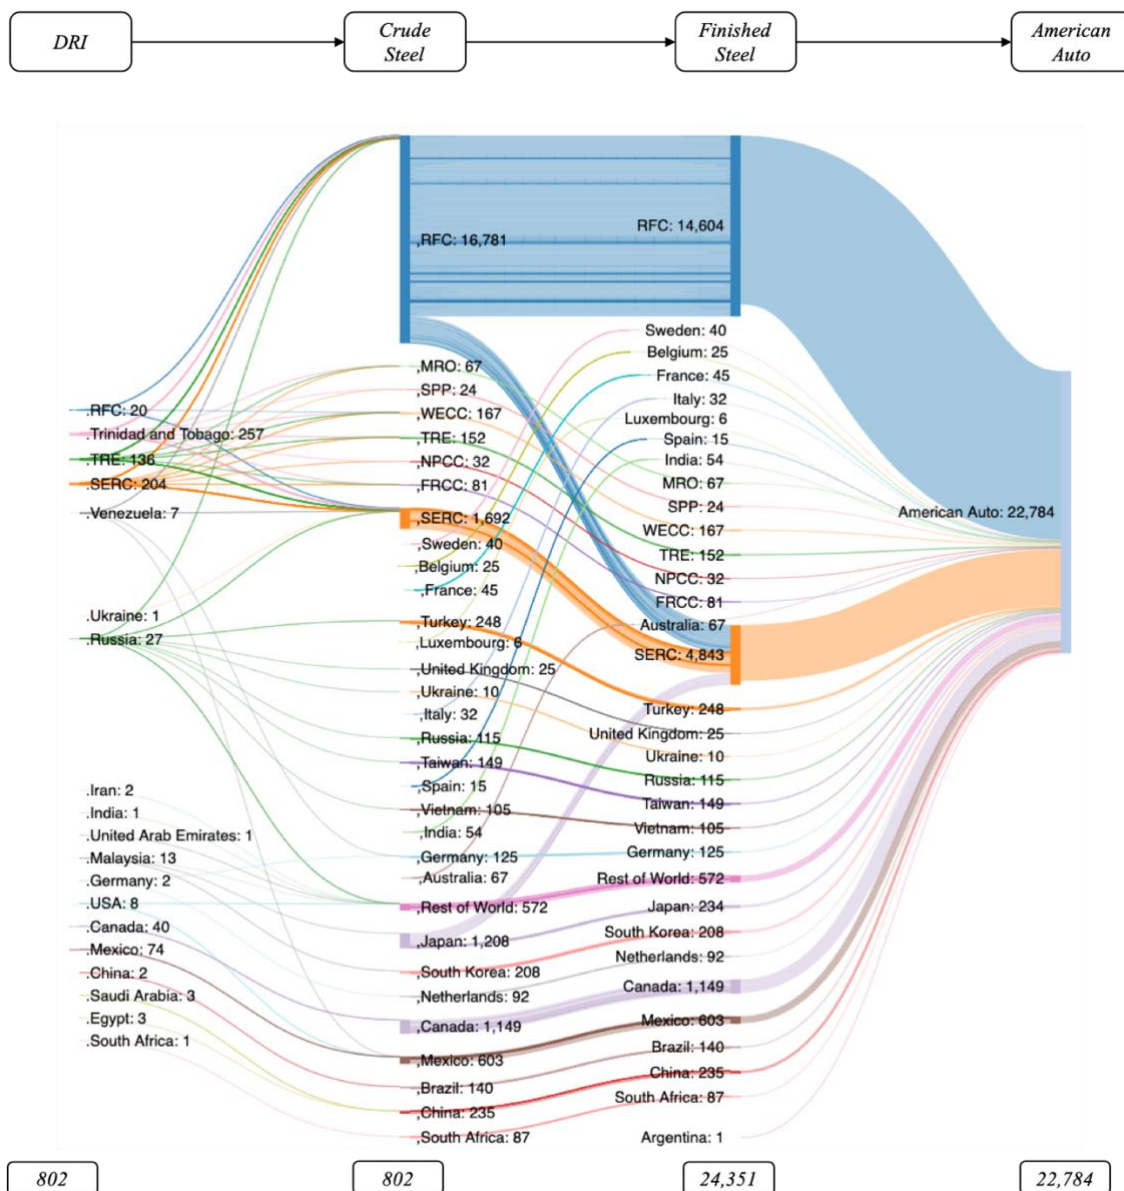 DRI
Crude
Steel
Finished
Steel
American
Auto
.RFC: 20
.Trinidad and Tobago: 257
.TRE: 136
.SERC: 204
.Venezuela: 7
.Ukraine: 1
.Russia: 27
.Iran: 2
.India: 1
.United Arab Emirates: 1
.Malaysia: 13
.Germany: 2
.USA: 8
.Canada: 40
.Mexico: 74
.China: 2
.Saudi Arabia: 3
.Egypt: 3
.South Africa: 1
,RFC: 16,781
,MRO: 67
,SPP: 24
,WECC: 167
,TRE: 152
,NPCC: 32
,FRCC: 81
,SERC: 1,692
,Sweden: 40
,Belgium: 25
,France: 45
,Turkey: 248
,Luxembourg: 6
,United Kingdom: 25
,Ukraine: 10
,Italy: 32
,Russia: 115
,Taiwan: 149
,Spain: 15
,Vietnam: 105
,India: 54
,Germany: 125
,Australia: 67
,Rest of World: 572
,Japan: 1,208
,South Korea: 208
,Netherlands: 92
,Canada: 1,149
,Mexico: 603
,Brazil: 140
,China: 235
,South Africa: 87
RFC: 14,604
Sweden: 40
Belgium: 25
France: 45
Italy: 32
Luxembourg: 6
Spain: 15
India: 54
MRO: 67
SPP: 24
WECC: 167
TRE: 152
NPCC: 32
FRCC: 81
Australia: 67
SERC: 4,843
Turkey: 248
United Kingdom: 25
Ukraine: 10
Russia: 115
Taiwan: 149
Vietnam: 105
Germany: 125
Rest of World: 572
Japan: 234
South Korea: 208
Netherlands: 92
Canada: 1,149
Mexico: 603
Brazil: 140
China: 235
South Africa: 87
Argentina: 1
American Auto: 22,784
802
802
24,351
22,784